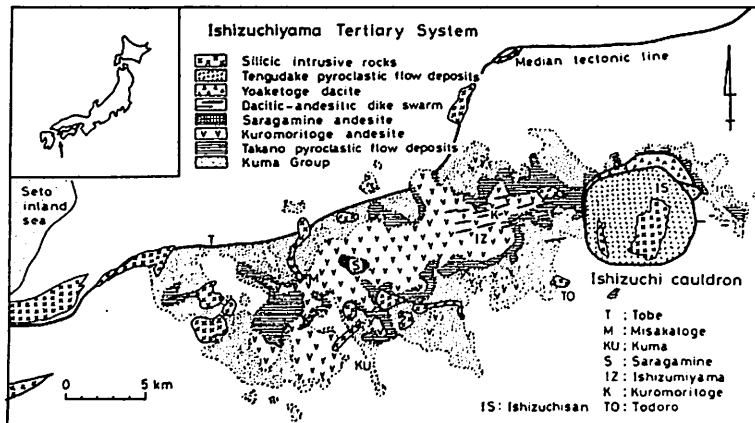 Ishizuchiyama Tertiary System
Silicic intrusive rocks
Tengudake pyroclastic flow deposits
Yoaketoge dacite
Dacitic-andesitic dike swarm
Saragamine andesite
Kuromoritoge andesite
Takano pyroclastic flow deposits
Kuma Group
Median tectonic line
Seto
inland
sea
T
IS
K
IZ
S
TO
KU
Ishizuchi cauldron
T : Tobe
M : Misakatoge
KU : Kuma
S : Saragamine
IZ : Ishizumiyama
K : Kuromoritoge
IS : Ishizuchisan TO : Todoro
0 5 km